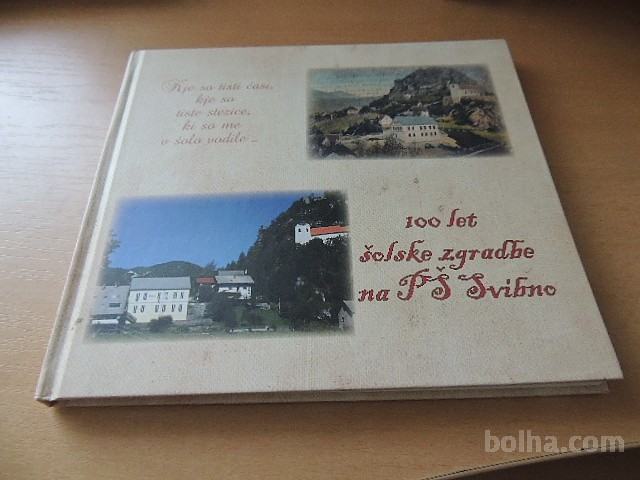 Kje so tisti časi,
kje so
tiste stezice,
ki so me
v šolo vodile ...
100 let
šolske zgradbe
na PŠ Svibno
bolha.com